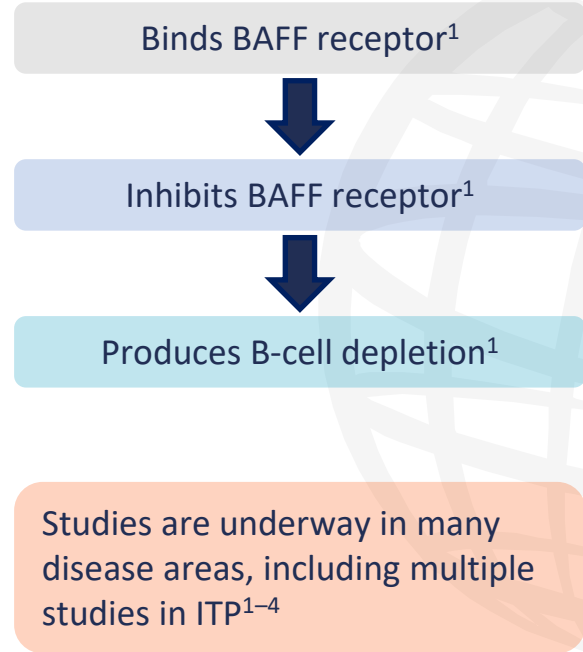 Binds BAFF receptor¹
Inhibits BAFF receptor¹
Produces B-cell depletion¹
Studies are underway in many
disease areas, including multiple
studies in ITP¹⁻⁴